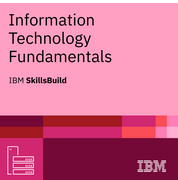 Information
Technology
Fundamentals
IBM SkillsBuild
IBM